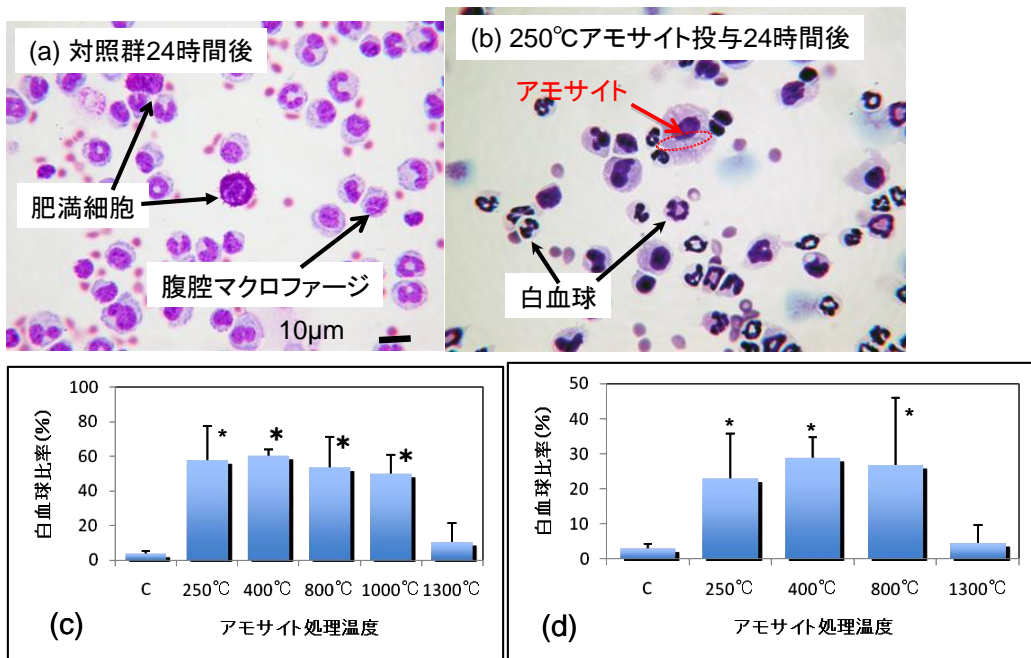 (a) 対照群24時間後
肥満細胞
腹腔マクロファージ
10µm
(b) 250℃アモサイト投与24時間後
アモサイト
白血球
白血球比率(%)
100
80
60
40
20
0
* * * *
C 250℃ 400℃ 800℃ 1000℃ 1300℃
(c) アモサイト処理温度
白血球比率(%)
50
40
30
20
10
0
* * *
C 250℃ 400℃ 800℃ 1300℃
(d) アモサイト処理温度